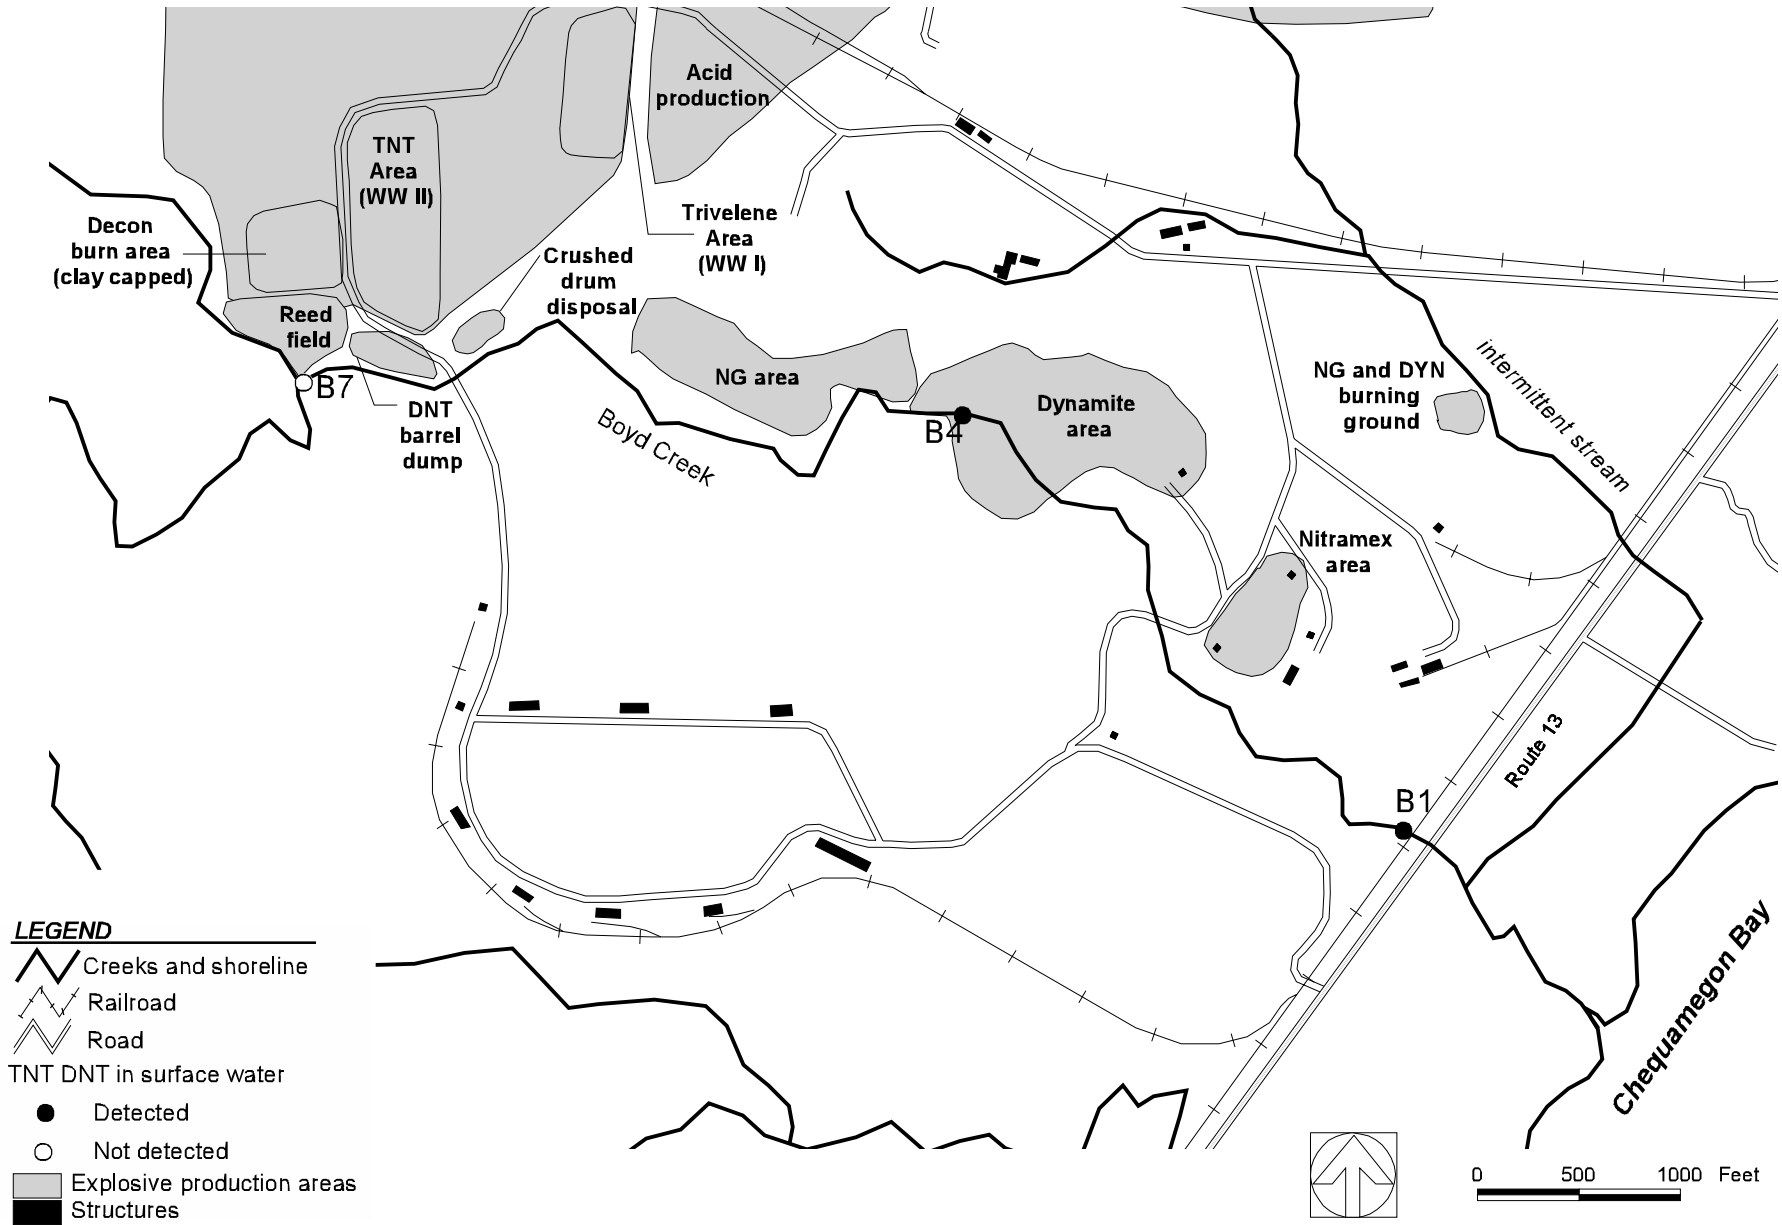 Acid
production
TNT
Area
(WW II)
Decon
burn area
(clay capped)
Trivelene
Area
(WW I)
Crushed
drum
disposal
Reed
field
B7
DNT
barrel
dump
NG area
Boyd Creek
B4
Dynamite
area
NG and DYN
burning
ground
intermittent stream
Nitramex
area
Route 13
B1
Chequamegon Bay
LEGEND
Creeks and shoreline
Railroad
Road
TNT DNT in surface water
Detected
Not detected
Explosive production areas
Structures
0 500 1000 Feet